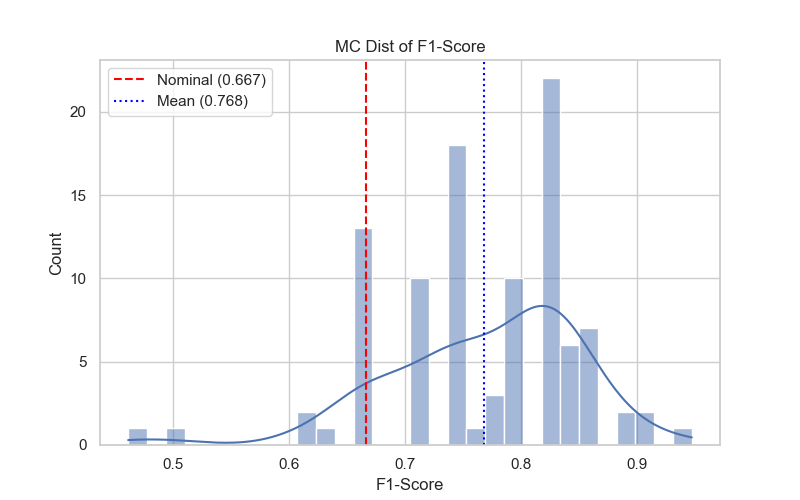 MC Dist of F1-Score
Nominal (0.667)
Mean (0.768)
Count
20
15
10
5
0
0.5 0.6 0.7 0.8 0.9
F1-Score